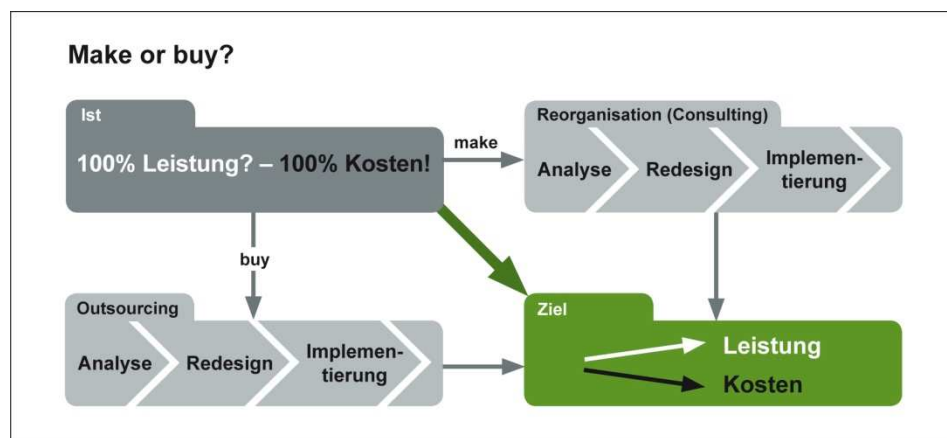 Make or buy?
Ist
100% Leistung? – 100% Kosten!
make
Reorganisation (Consulting)
Analyse
Redesign
Implemen-
tierung
buy
Outsourcing
Analyse
Redesign
Implemen-
tierung
Ziel
Leistung
Kosten